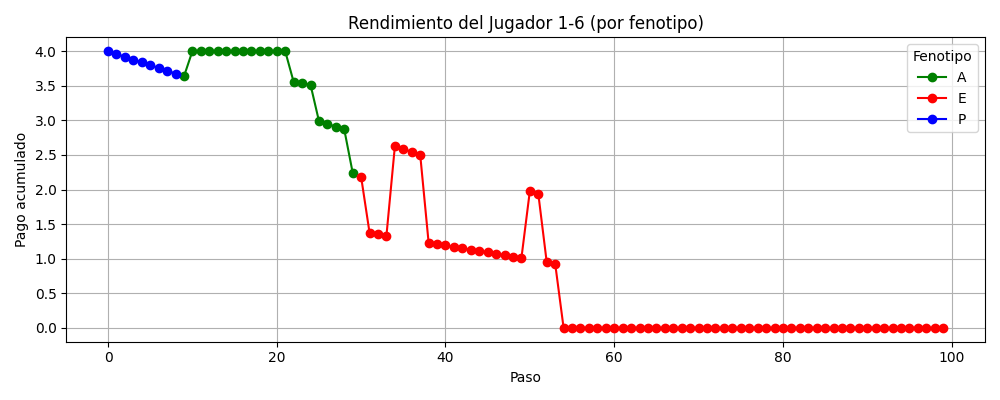 Rendimiento del Jugador 1-6 (por fenotipo)
Pago acumulado
4.0
3.5
3.0
2.5
2.0
1.5
1.0
0.5
0.0
0 20 40 60 80 100
Paso
Fenotipo
A
E
P